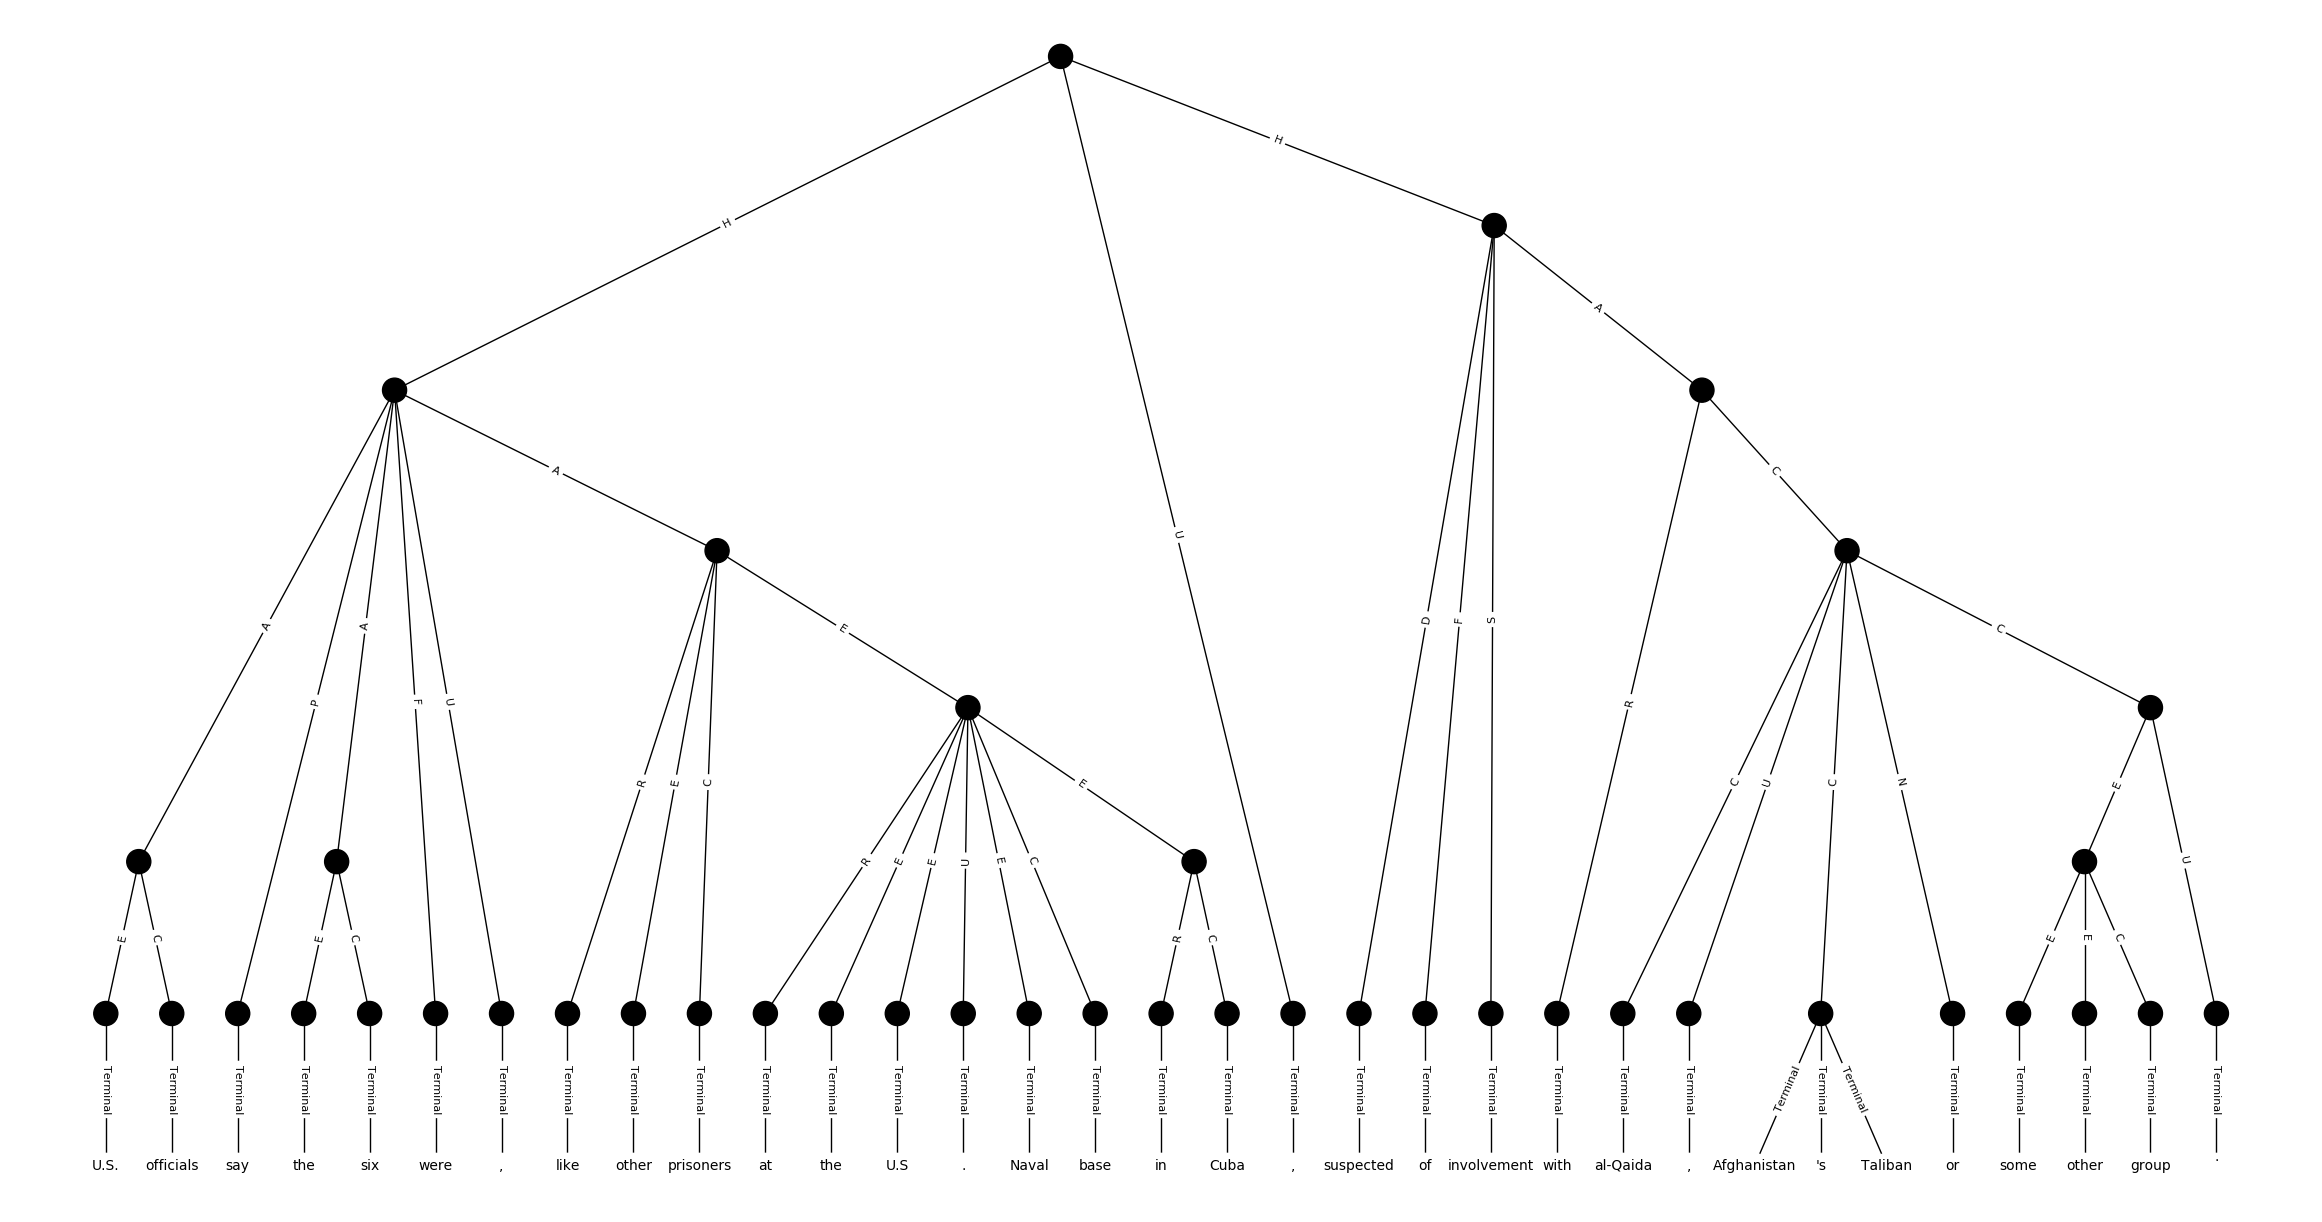 H
H
A
A
C
U
A
A
E
C
D
F
S
P
F
U
R
R
E
C
E
C
U
C
N
E
R
E
E
U
E
C
U
E
C
E
C
R
C
E
E
C
Terminal Terminal Terminal Terminal Terminal Terminal Terminal Terminal Terminal Terminal Terminal Terminal Terminal Terminal Terminal Terminal Terminal Terminal Terminal Terminal Terminal Terminal Terminal Terminal Terminal Terminal Terminal Terminal Terminal Terminal Terminal Terminal Terminal
U.S. officials say the six were , like other prisoners at the U.S . Naval base in Cuba , suspected of involvement with al-Qaida , Afghanistan 's Taliban or some other group .